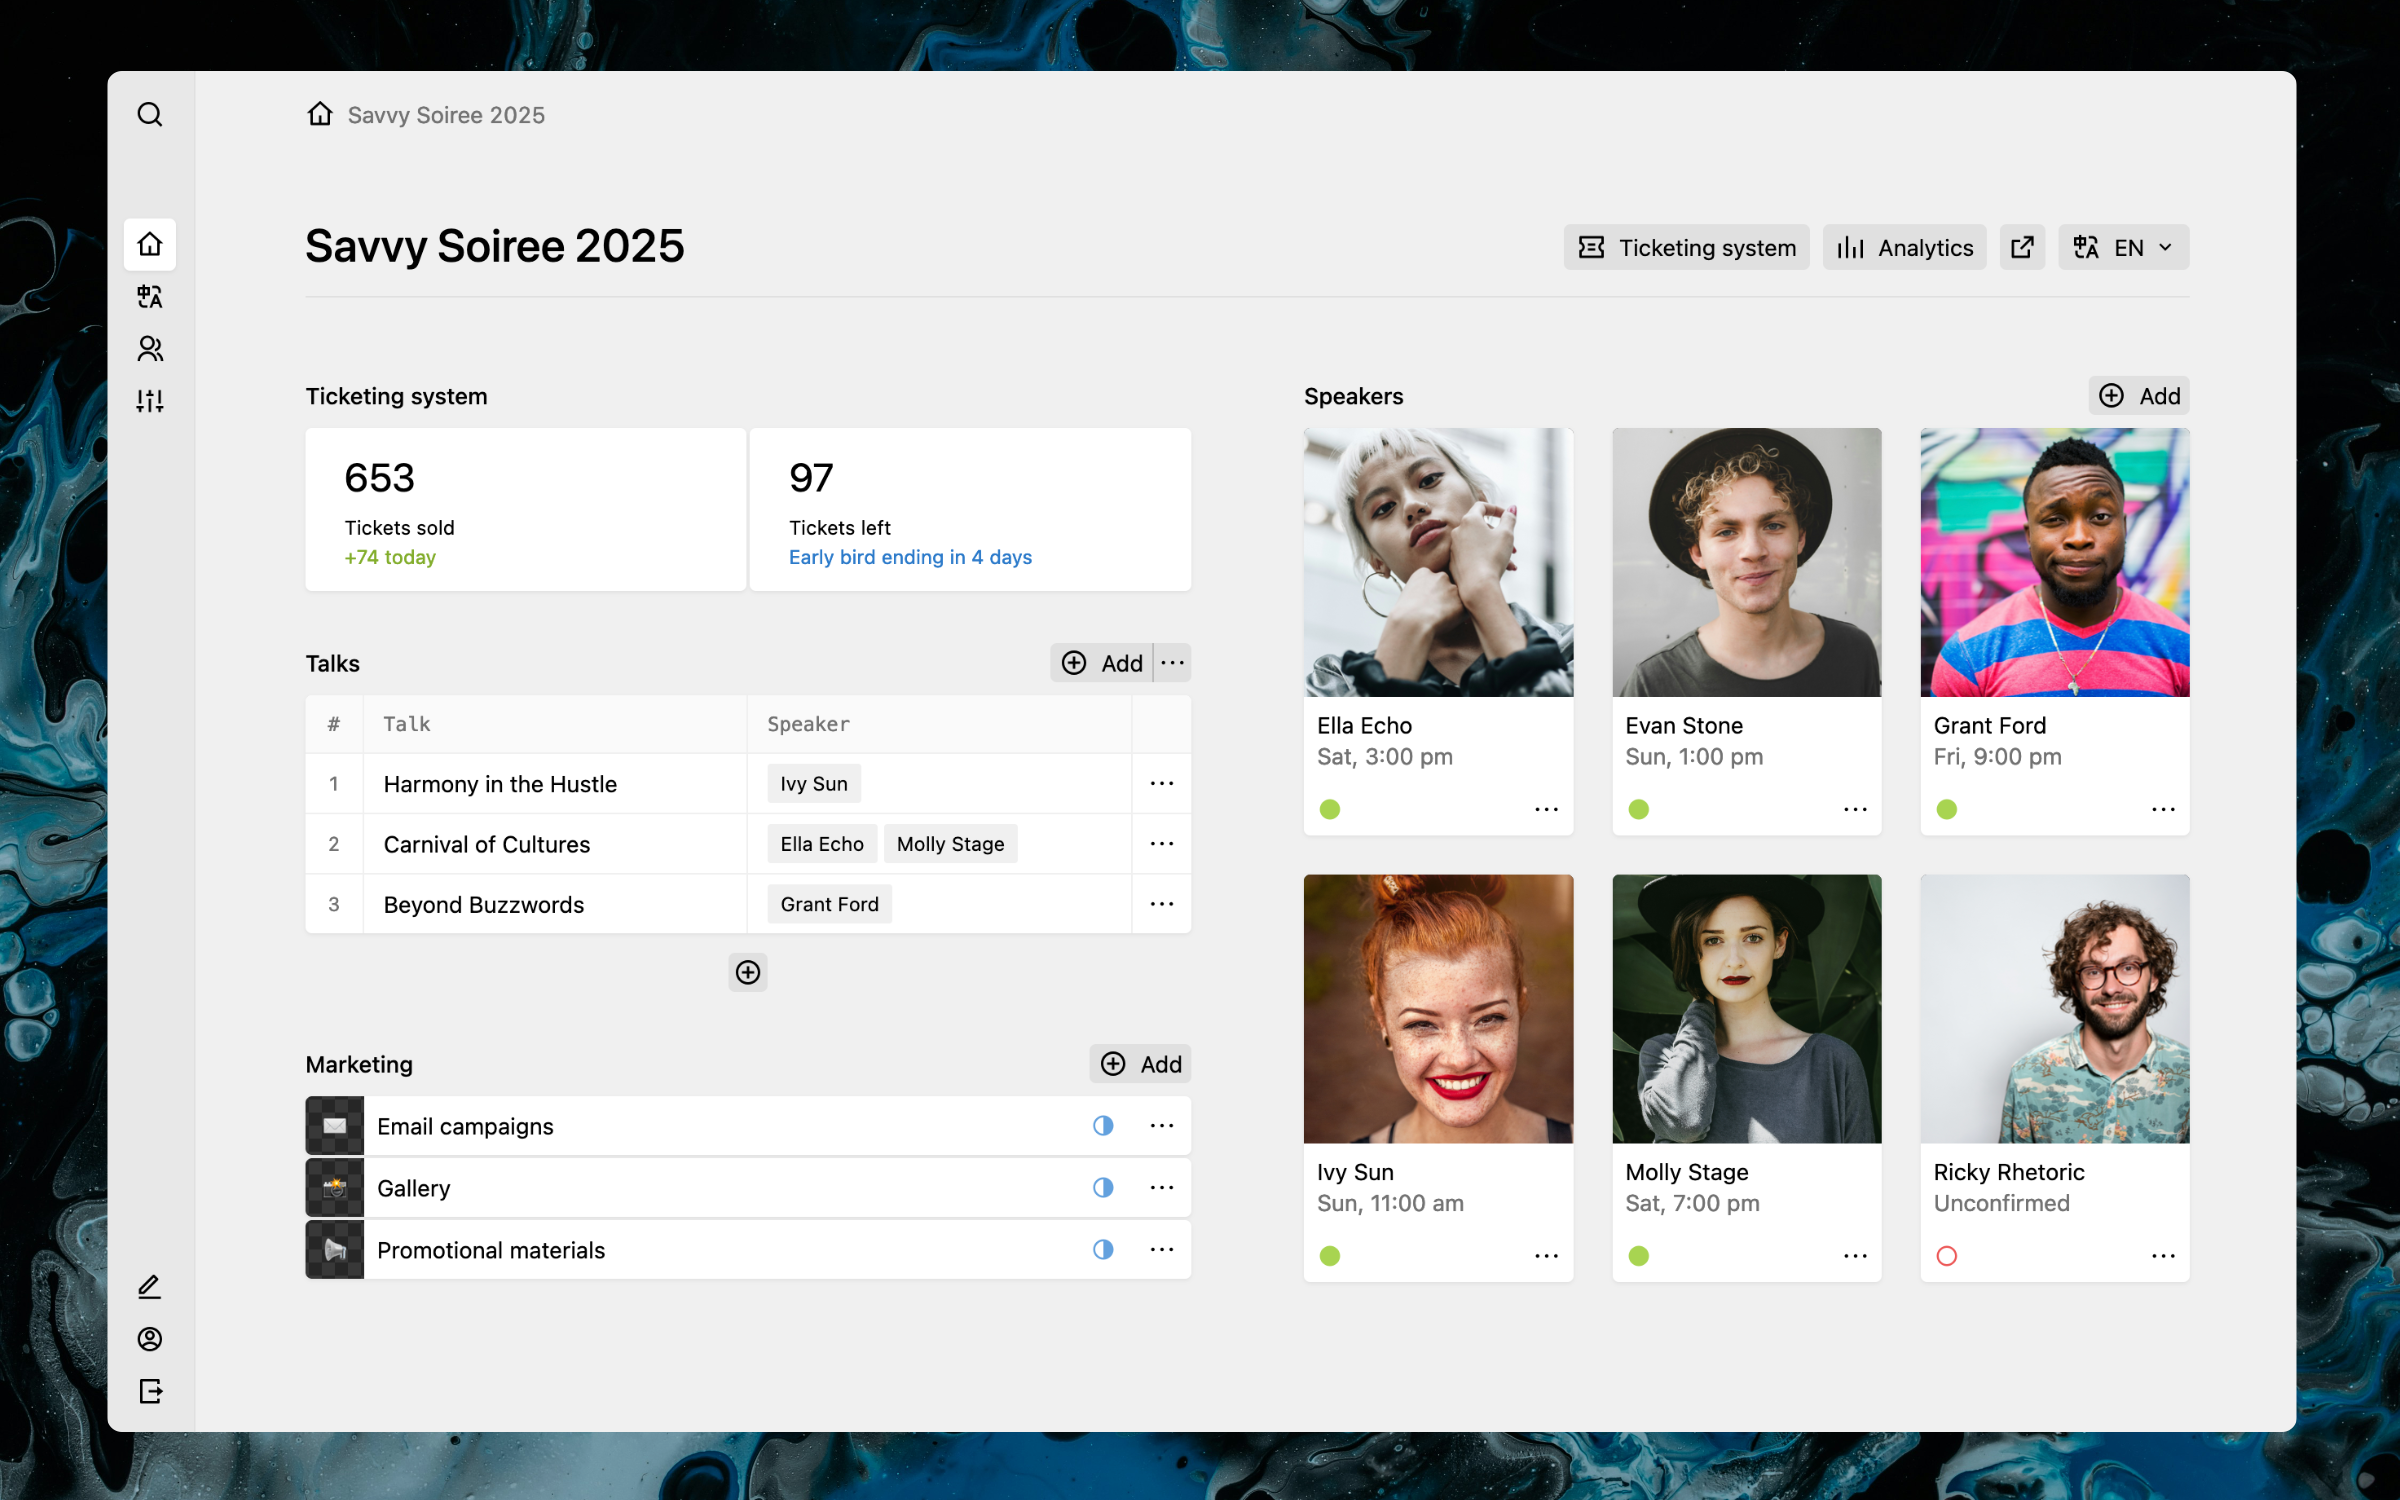 Savvy Soiree 2025
Savvy Soiree 2025
Ticketing system
Analytics
EN
Ticketing system
653
Tickets sold
+74 today
97
Tickets left
Early bird ending in 4 days
Talks
Add
# Talk Speaker
1 Harmony in the Hustle Ivy Sun
2 Carnival of Cultures Ella Echo Molly Stage
3 Beyond Buzzwords Grant Ford
Marketing
Add
Email campaigns
Gallery
Promotional materials
Speakers
Add
Ella Echo
Sat, 3:00 pm
Evan Stone
Sun, 1:00 pm
Grant Ford
Fri, 9:00 pm
Ivy Sun
Sun, 11:00 am
Molly Stage
Sat, 7:00 pm
Ricky Rhetoric
Unconfirmed